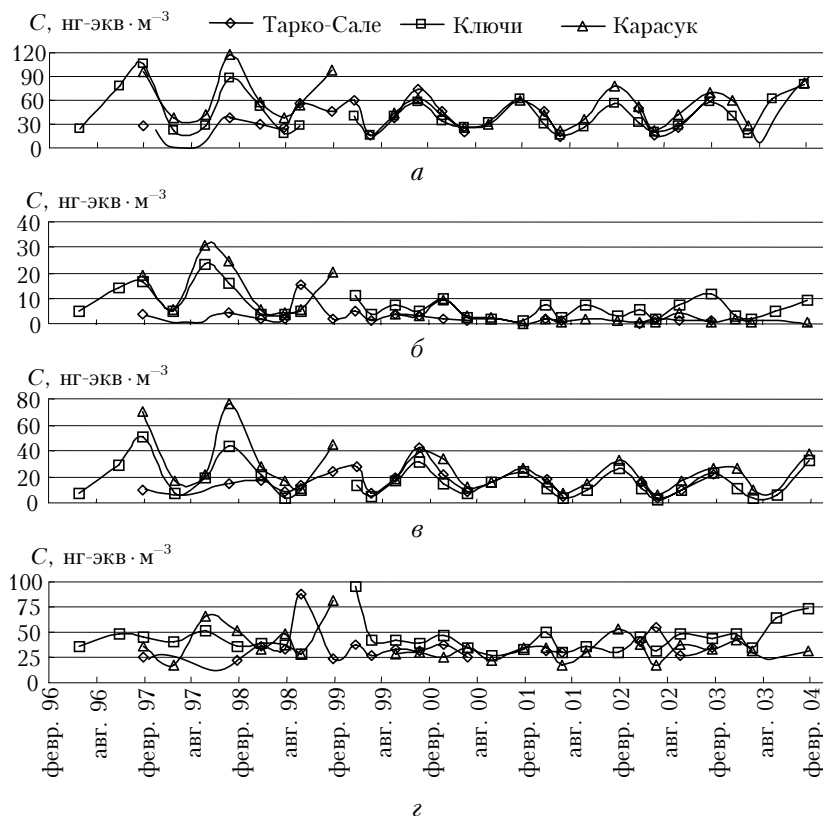 C, нг-экв · м⁻³ Тарко-Сале Ключи Карасук
120
90
60
30
0
а
C, нг-экв · м⁻³
40
30
20
10
0
б
C, нг-экв · м⁻³
80
60
40
20
0
в
C, нг-экв · м⁻³
100
75
50
25
0
февр. 96
авг. 96
февр. 97
авг. 97
февр. 98
авг. 98
февр. 99
авг. 99
февр. 00
авг. 00
февр. 01
авг. 01
февр. 02
авг. 02
февр. 03
авг. 03
февр. 04
г